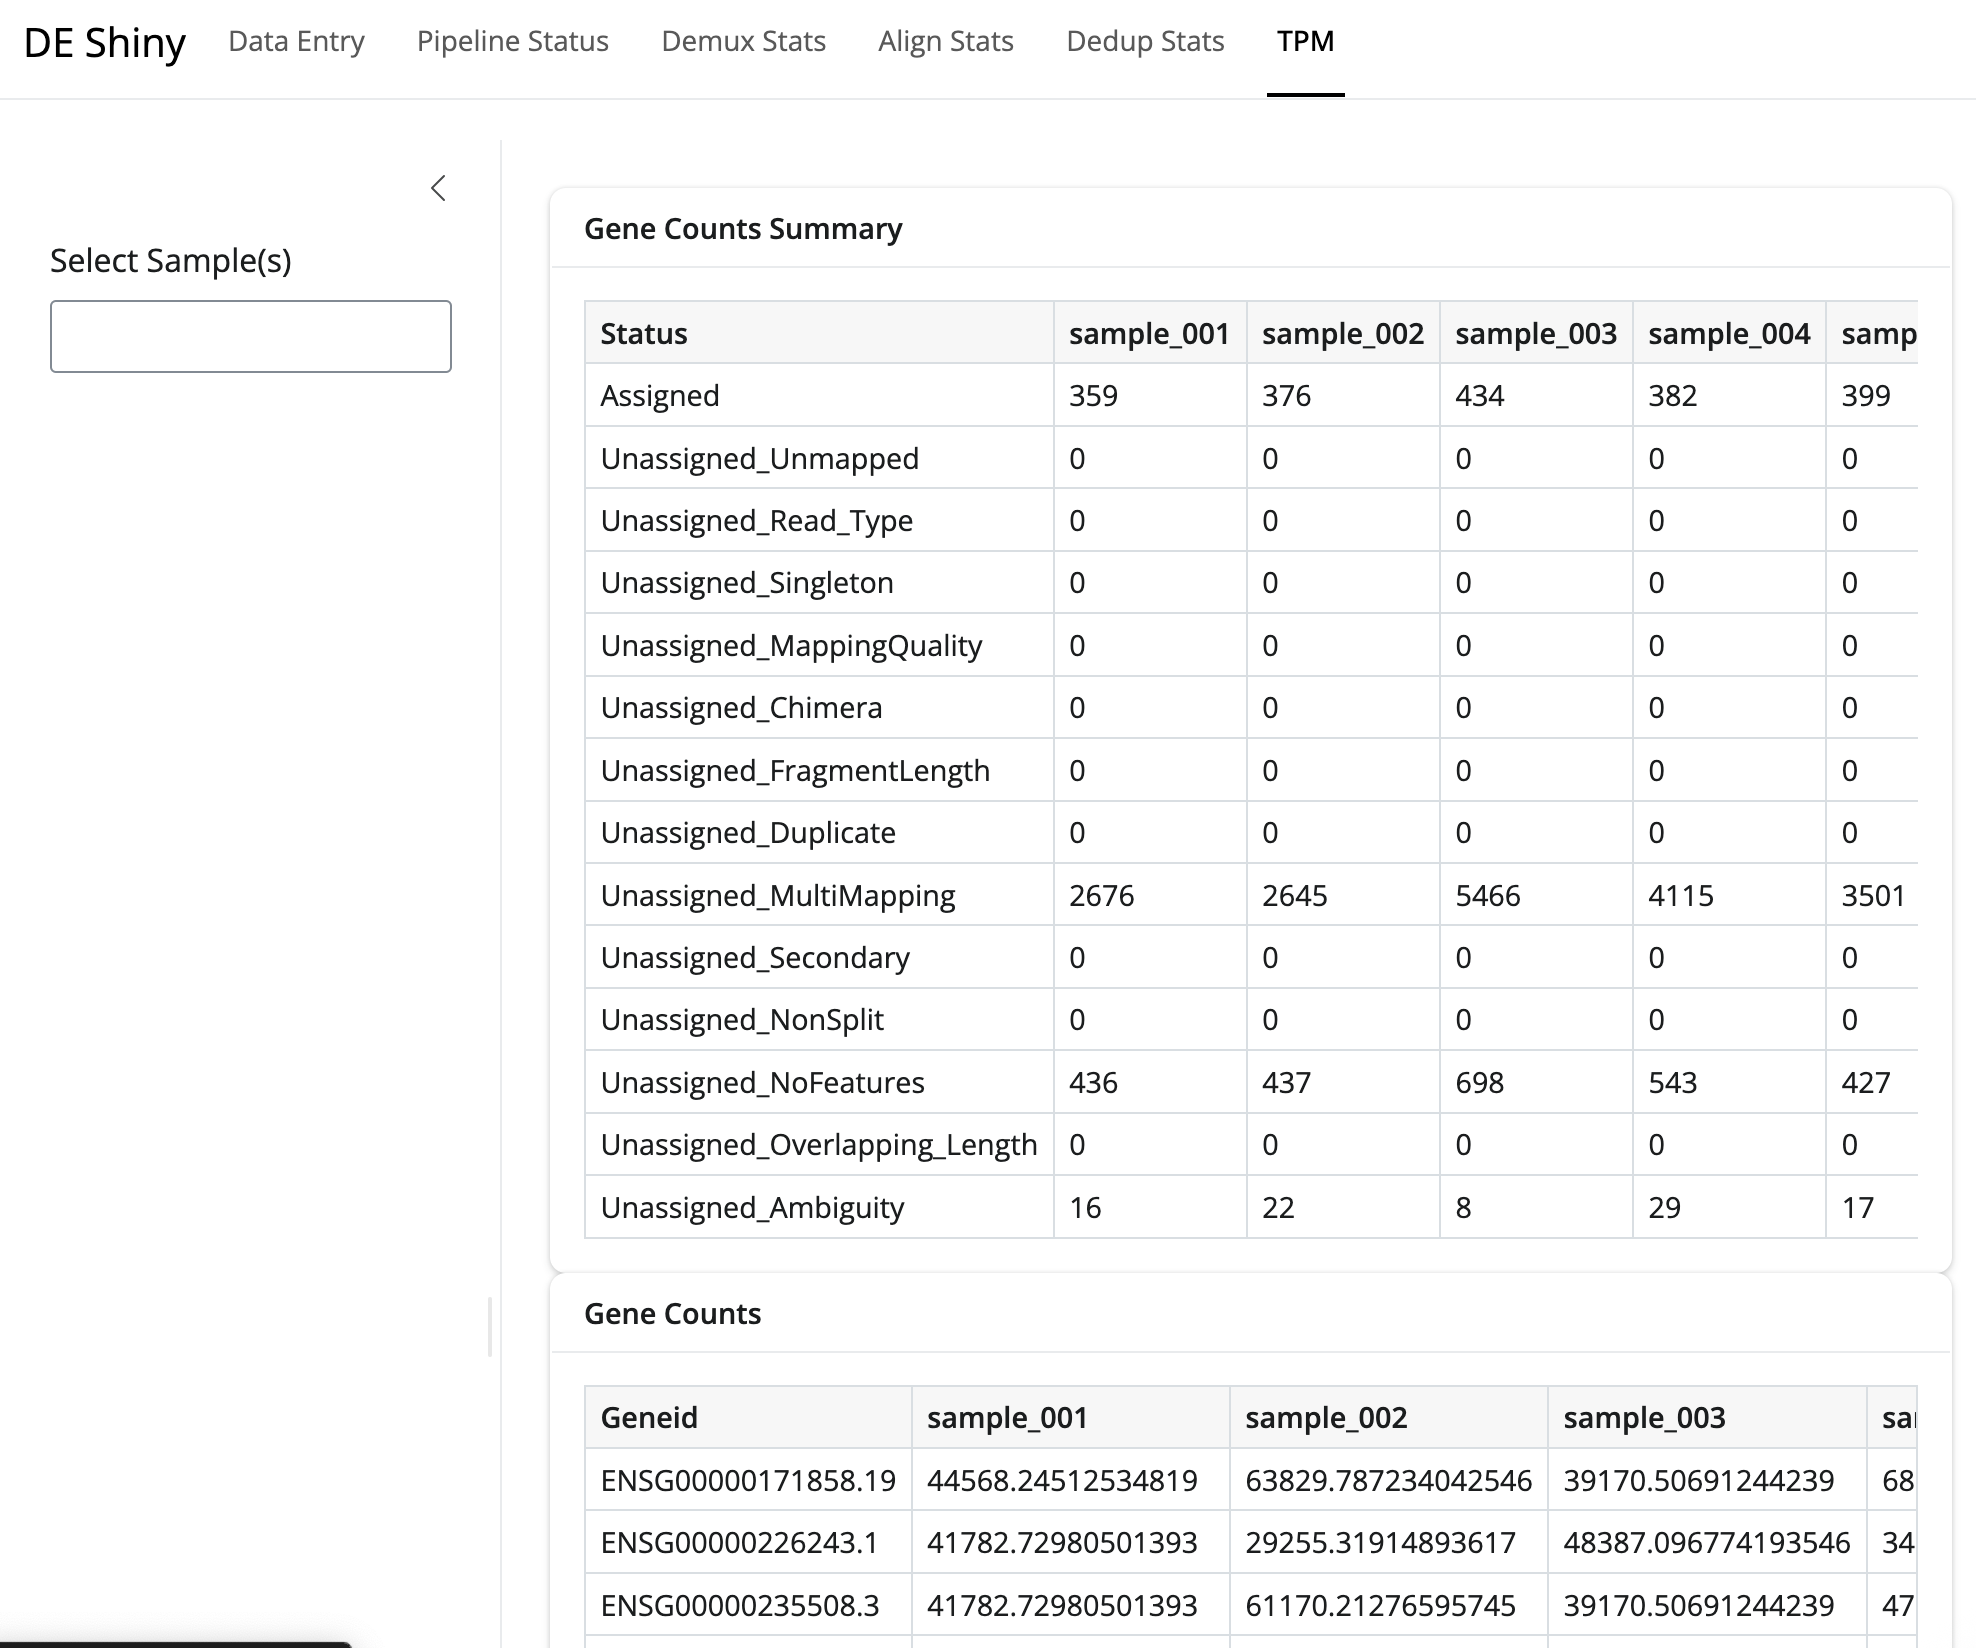 DE Shiny Data Entry Pipeline Status Demux Stats Align Stats Dedup Stats TPM
Select Sample(s)
Gene Counts Summary
Status sample_001 sample_002 sample_003 sample_004 samp
Assigned 359 376 434 382 399
Unassigned_Unmapped 0 0 0 0 0
Unassigned_Read_Type 0 0 0 0 0
Unassigned_Singleton 0 0 0 0 0
Unassigned_MappingQuality 0 0 0 0 0
Unassigned_Chimera 0 0 0 0 0
Unassigned_FragmentLength 0 0 0 0 0
Unassigned_Duplicate 0 0 0 0 0
Unassigned_MultiMapping 2676 2645 5466 4115 3501
Unassigned_Secondary 0 0 0 0 0
Unassigned_NonSplit 0 0 0 0 0
Unassigned_NoFeatures 436 437 698 543 427
Unassigned_Overlapping_Length 0 0 0 0 0
Unassigned_Ambiguity 16 22 8 29 17
Gene Counts
Geneid sample_001 sample_002 sample_003 sa
ENSG00000171858.19 44568.24512534819 63829.787234042546 39170.50691244239 68
ENSG00000226243.1 41782.72980501393 29255.31914893617 48387.096774193546 34
ENSG00000235508.3 41782.72980501393 61170.21276595745 39170.50691244239 47